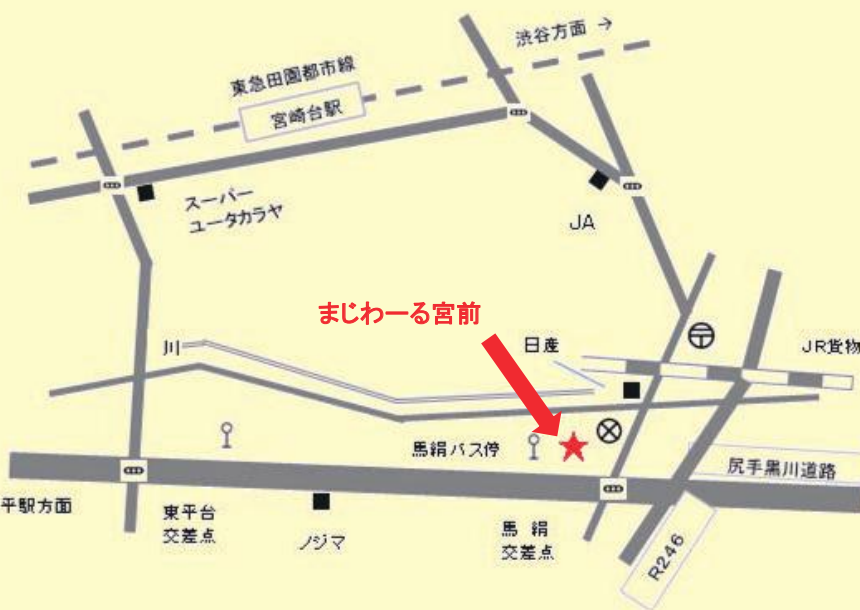 渋谷方面 →
東急田園都市線
宮崎台駅
スーパー
ユータカラヤ
JA
まじわーる宮前
川
日産
JR貨物
馬絹バス停
尻手黒川道路
平駅方面
東平台
交差点
ノジマ
馬 絹
交差点
R246